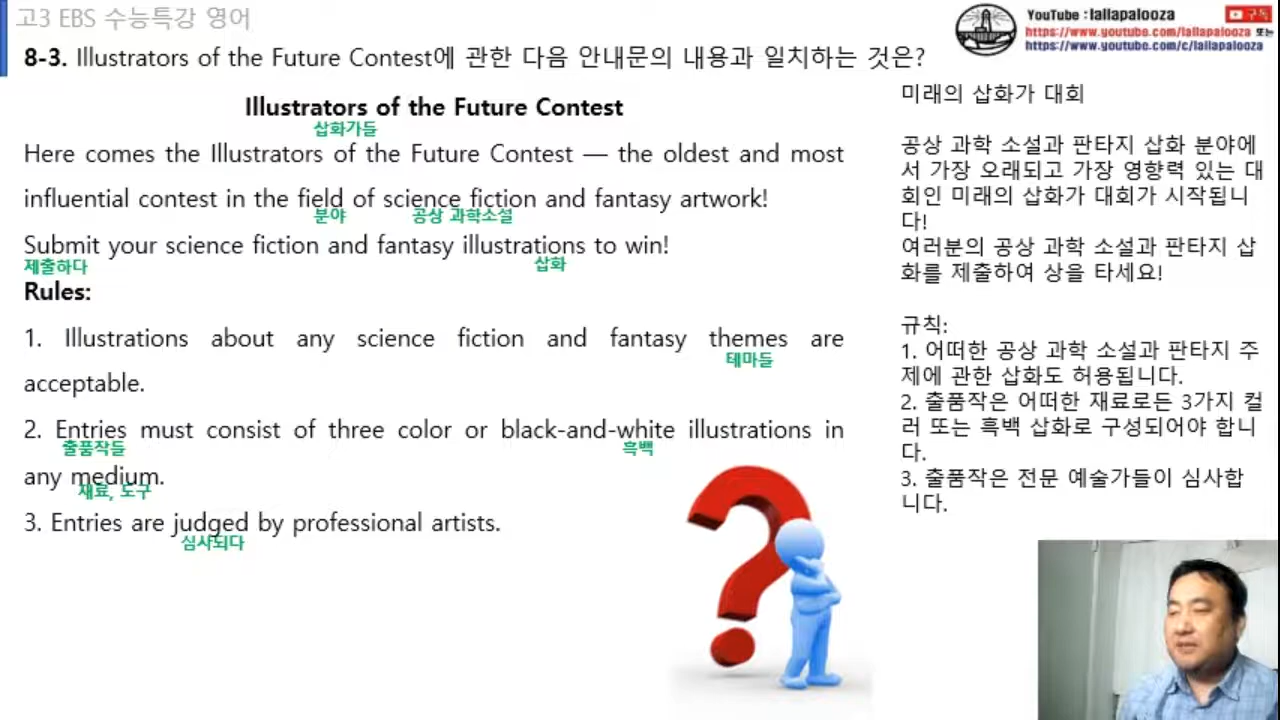 고3 EBS 수능특강 영어
YouTube : lallapalooza
구독
https://www.youtube.com/lallapalooza 또는
https://www.youtube.com/c/lallapalooza
8-3. Illustrators of the Future Contest에 관한 다음 안내문의 내용과 일치하는 것은?
Illustrators of the Future Contest
삽화가들
Here comes the Illustrators of the Future Contest — the oldest and most
influential contest in the field of science fiction and fantasy artwork!
분야 공상 과학소설
Submit your science fiction and fantasy illustrations to win!
제출하다 삽화
Rules:
1. Illustrations about any science fiction and fantasy themes are
테마들
acceptable.
2. Entries must consist of three color or black-and-white illustrations in
출품작들 흑백
any medium.
재료, 도구
3. Entries are judged by professional artists.
심사되다
미래의 삽화가 대회
공상 과학 소설과 판타지 삽화 분야에
서 가장 오래되고 가장 영향력 있는 대
회인 미래의 삽화가 대회가 시작됩니
다!
여러분의 공상 과학 소설과 판타지 삽
화를 제출하여 상을 타세요!
규칙:
1. 어떠한 공상 과학 소설과 판타지 주
제에 관한 삽화도 허용됩니다.
2. 출품작은 어떠한 재료로든 3가지 컬
러 또는 흑백 삽화로 구성되어야 합니
다.
3. 출품작은 전문 예술가들이 심사합
니다.